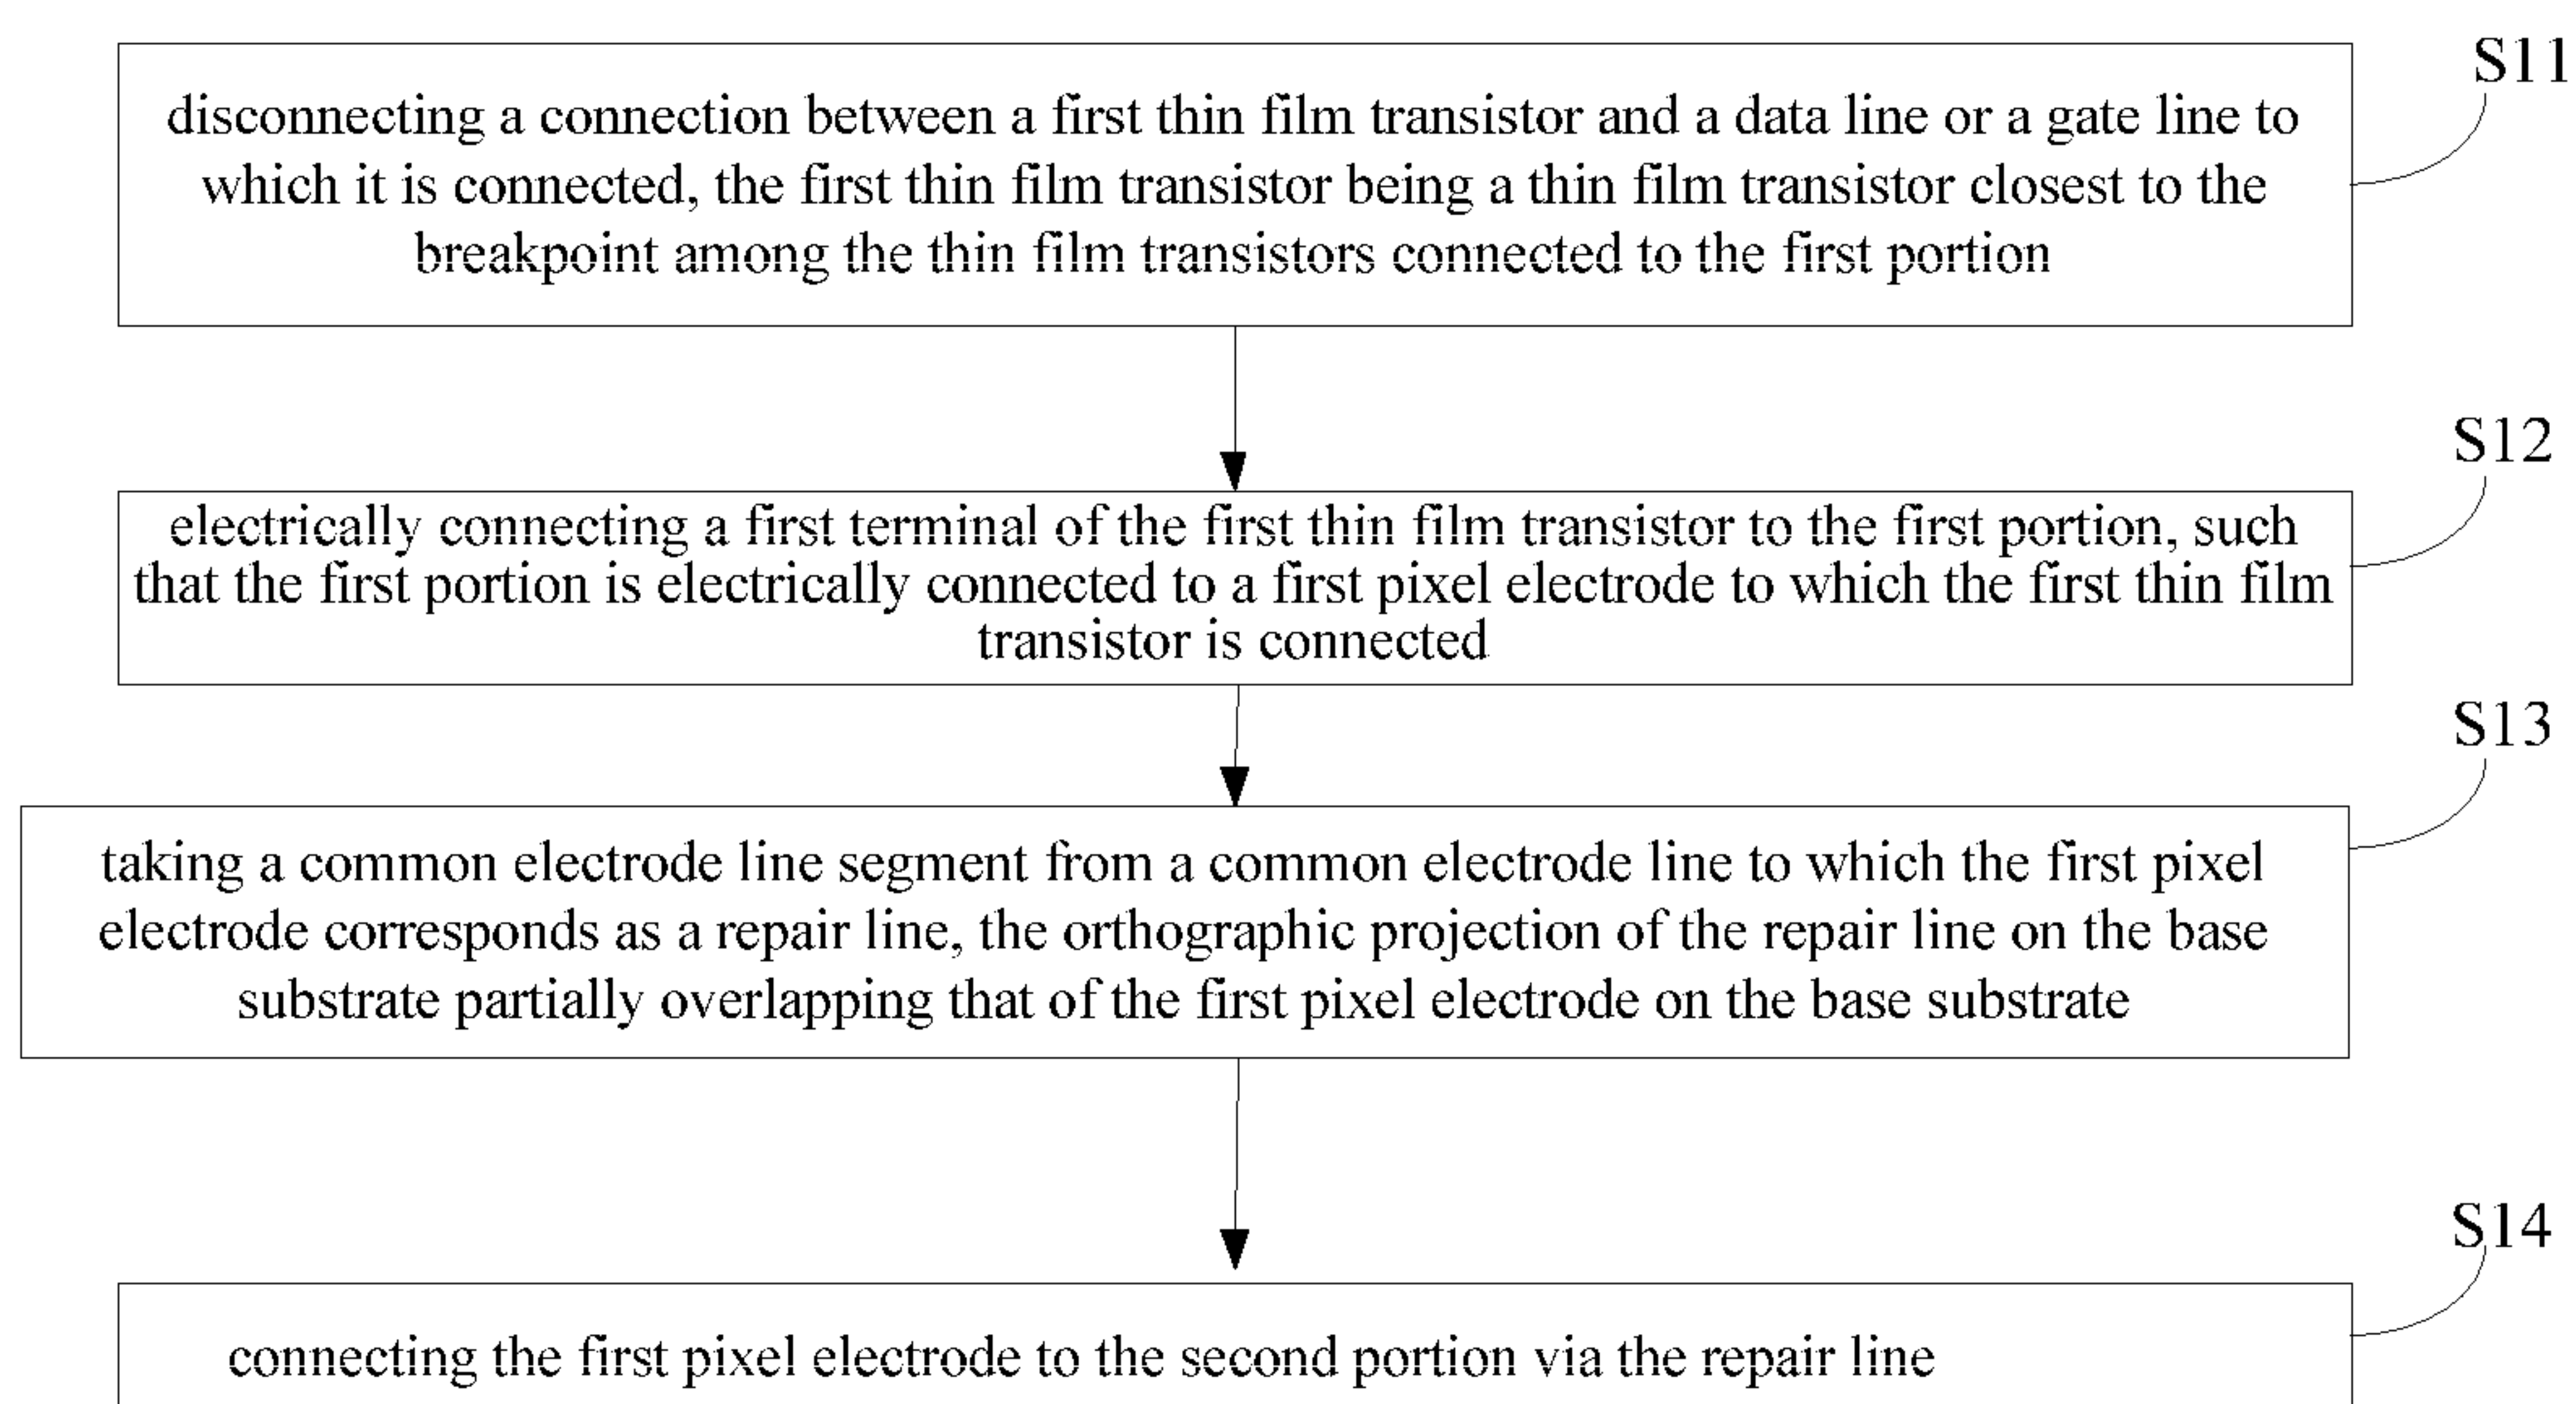 S11
disconnecting a connection between a first thin film transistor and a data line or a gate line to
which it is connected, the first thin film transistor being a thin film transistor closest to the
breakpoint among the thin film transistors connected to the first portion
S12
electrically connecting a first terminal of the first thin film transistor to the first portion, such
that the first portion is electrically connected to a first pixel electrode to which the first thin film
transistor is connected
S13
taking a common electrode line segment from a common electrode line to which the first pixel
electrode corresponds as a repair line, the orthographic projection of the repair line on the base
substrate partially overlapping that of the first pixel electrode on the base substrate
S14
connecting the first pixel electrode to the second portion via the repair line